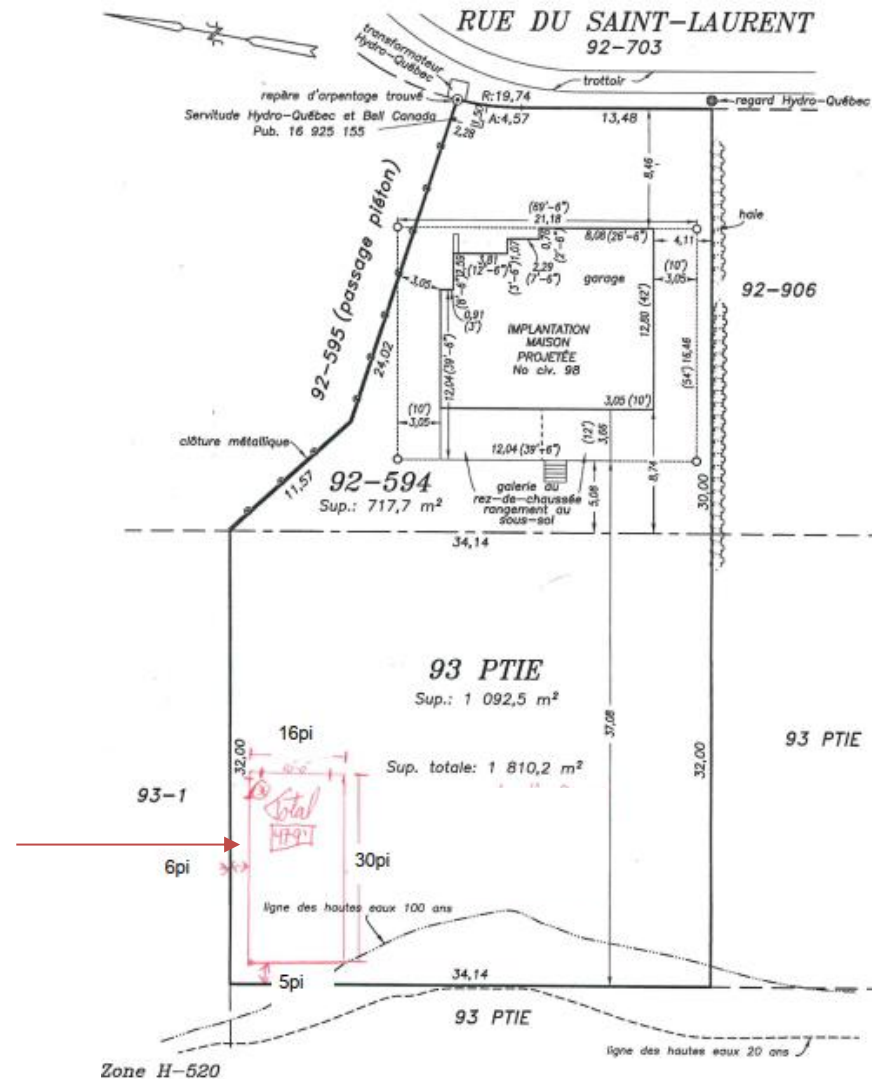 RUE DU SAINT-LAURENT
92-703
trottoir
transformateur
Hydro-Québec
repère d'arpentage trouvé
R:19,74
regard Hydro-Québec
Servitude Hydro-Québec et Bell Canada
Pub. 16 925 155
2,28
1,50
A:4,57
13,48
8,46
92-595 (passage piéton)
24,02
(69'-6")
21,18
haie
8,08 (26'-6")
4,11
0,76
(2'-6")
1,07
(3'-6")
2,29
(7'-6")
3,81
(12'-6")
2,59
3,05
0,91
(3')
garage
(10')
3,05
92-906
IMPLANTATION
MAISON
PROJETÉE
No civ. 98
12,80 (42')
(54') 16,46
12,04 (39'-6")
3,05 (10')
(10')
3,05
(12')
3,66
12,04 (39'-6")
clôture métallique
11,57
92-594
Sup.: 717,7 m²
galerie au
rez-de-chaussée
rangement au
sous-sol
5,08
8,74
30,00
34,14
93 PTIE
Sup.: 1 092,5 m²
16pi
32,00
37,08
32,00
93 PTIE
Sup. totale: 1 810,2 m²
93-1
Total
479'
6pi
30pi
ligne des hautes eaux 100 ans
5pi
34,14
93 PTIE
ligne des hautes eaux 20 ans
Zone H-520